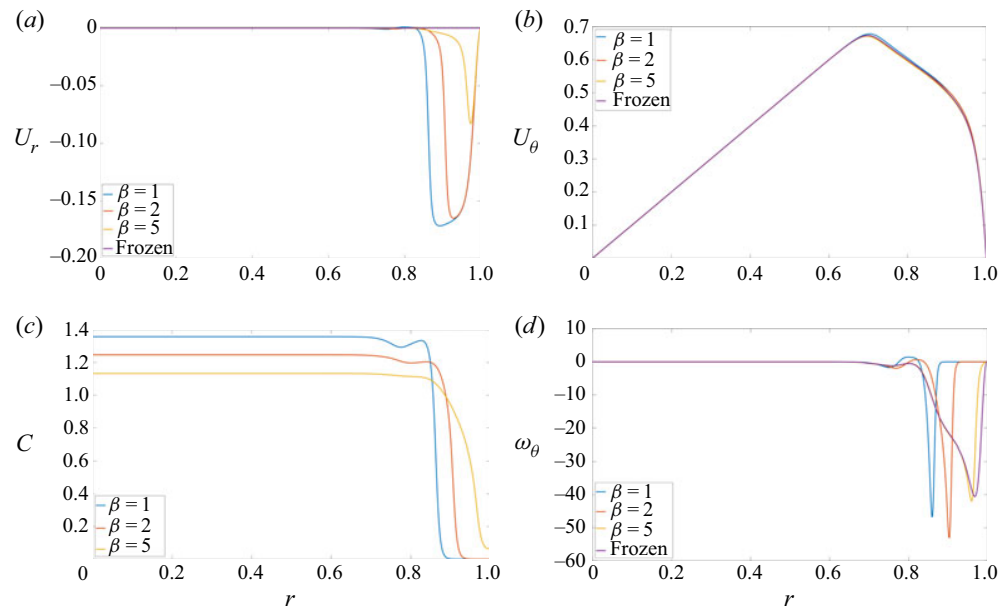 (a)
0
–0.05
–0.10
–0.15
–0.20
U_r
β = 1
β = 2
β = 5
Frozen
0 0.2 0.4 0.6 0.8 1.0
(b)
0.7
0.6
0.5
0.4
0.3
0.2
0.1
U_θ
β = 1
β = 2
β = 5
Frozen
0 0.2 0.4 0.6 0.8 1.0
(c)
1.4
1.2
1.0
0.8
0.6
0.4
0.2
C
β = 1
β = 2
β = 5
0 0.2 0.4 0.6 0.8 1.0
r
(d)
10
0
–10
–20
–30
–40
–50
–60
ω_θ
β = 1
β = 2
β = 5
Frozen
0 0.2 0.4 0.6 0.8 1.0
r